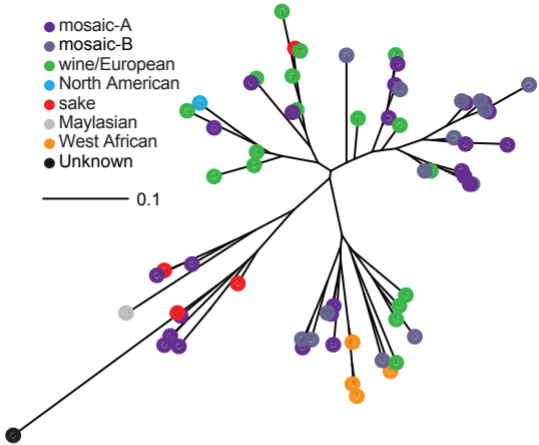 mosaic-A
mosaic-B
wine/European
North American
sake
Maylasian
West African
Unknown
0.1